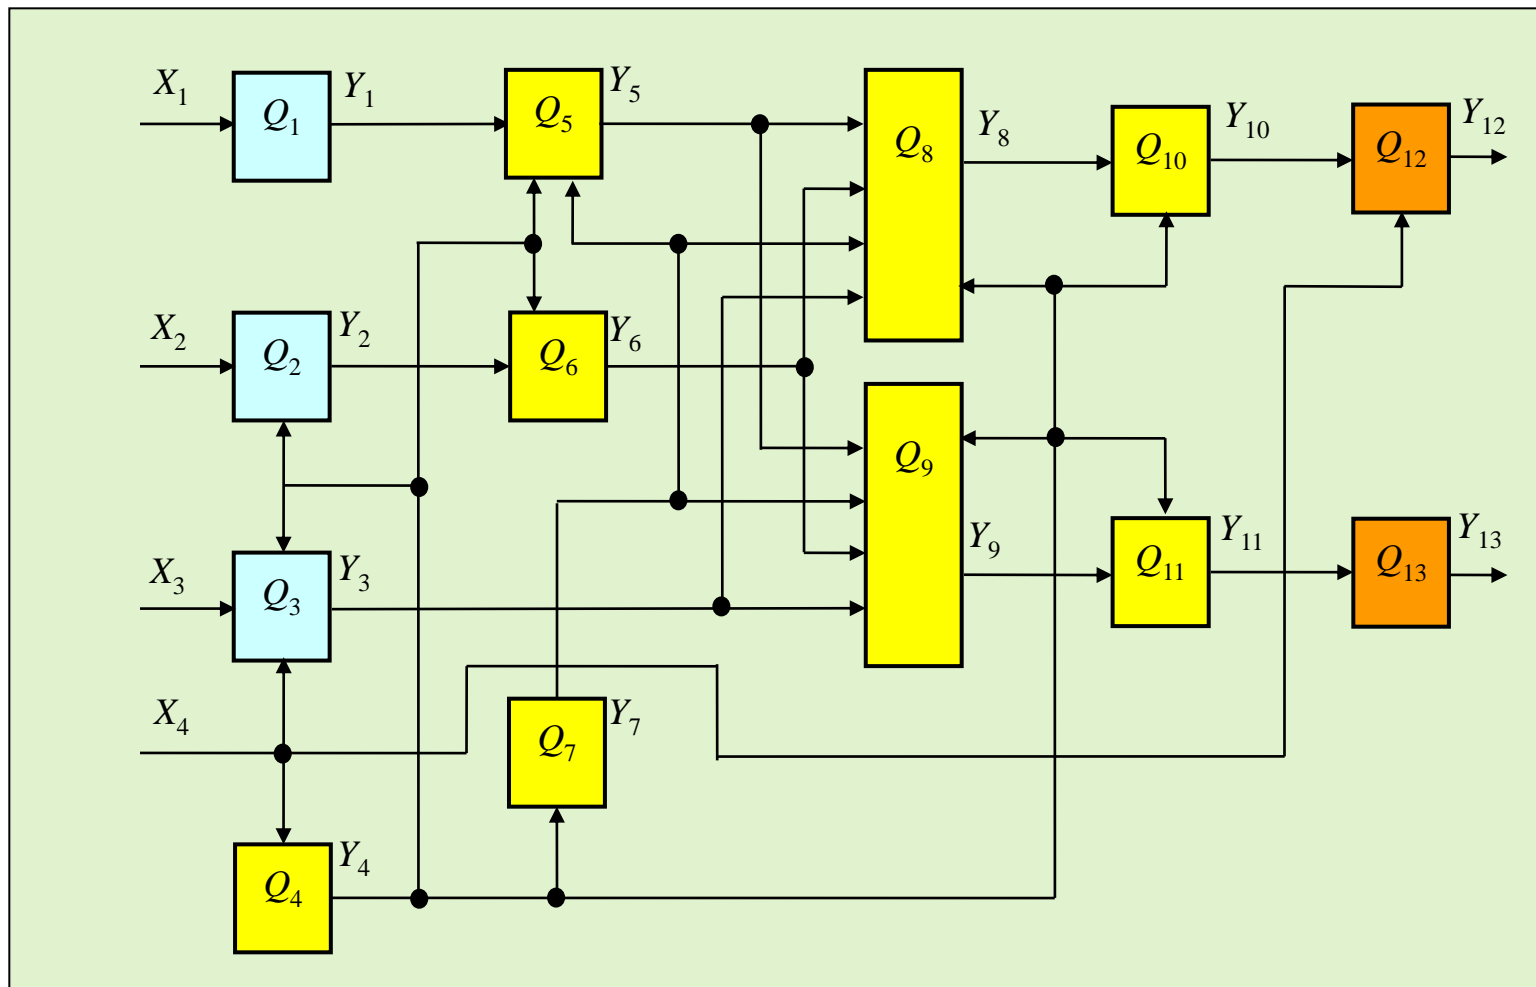 X₁ Q₁ Y₁ Q₅ Y₅ Q₈ Y₈ Q₁₀ Y₁₀ Q₁₂ Y₁₂
X₂ Q₂ Y₂ Q₆ Y₆
Q₉
X₃ Q₃ Y₃ Y₉ Q₁₁ Y₁₁ Q₁₃ Y₁₃
X₄ Q₇ Y₇
Q₄ Y₄